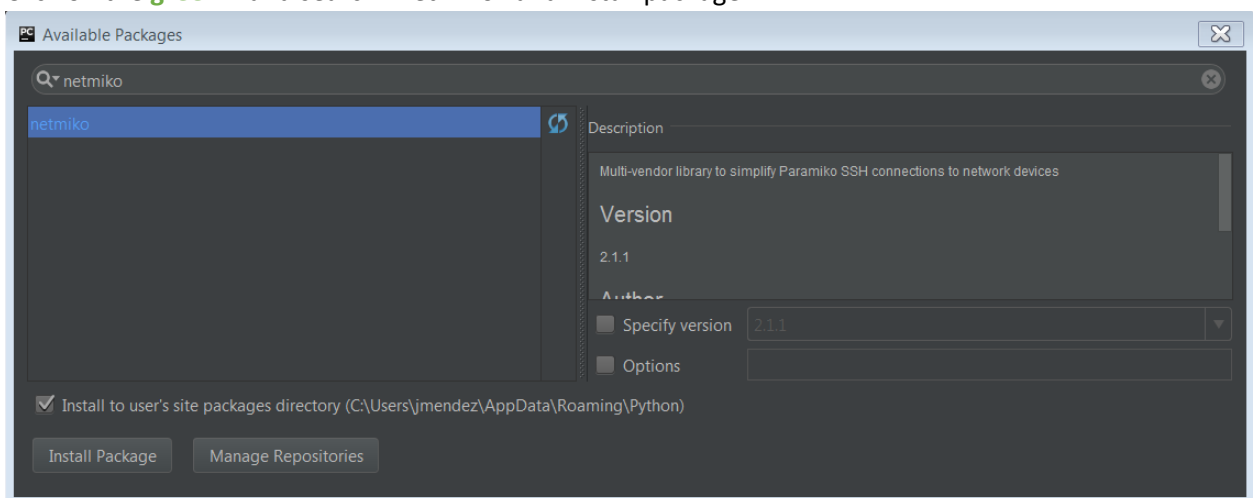 Available Packages
netmiko
netmiko
Description
Multi-vendor library to simplify Paramiko SSH connections to network devices
Version
2.1.1
Author
Specify version 2.1.1
Options
Install to user's site packages directory (C:\Users\jmendez\AppData\Roaming\Python)
Install Package Manage Repositories